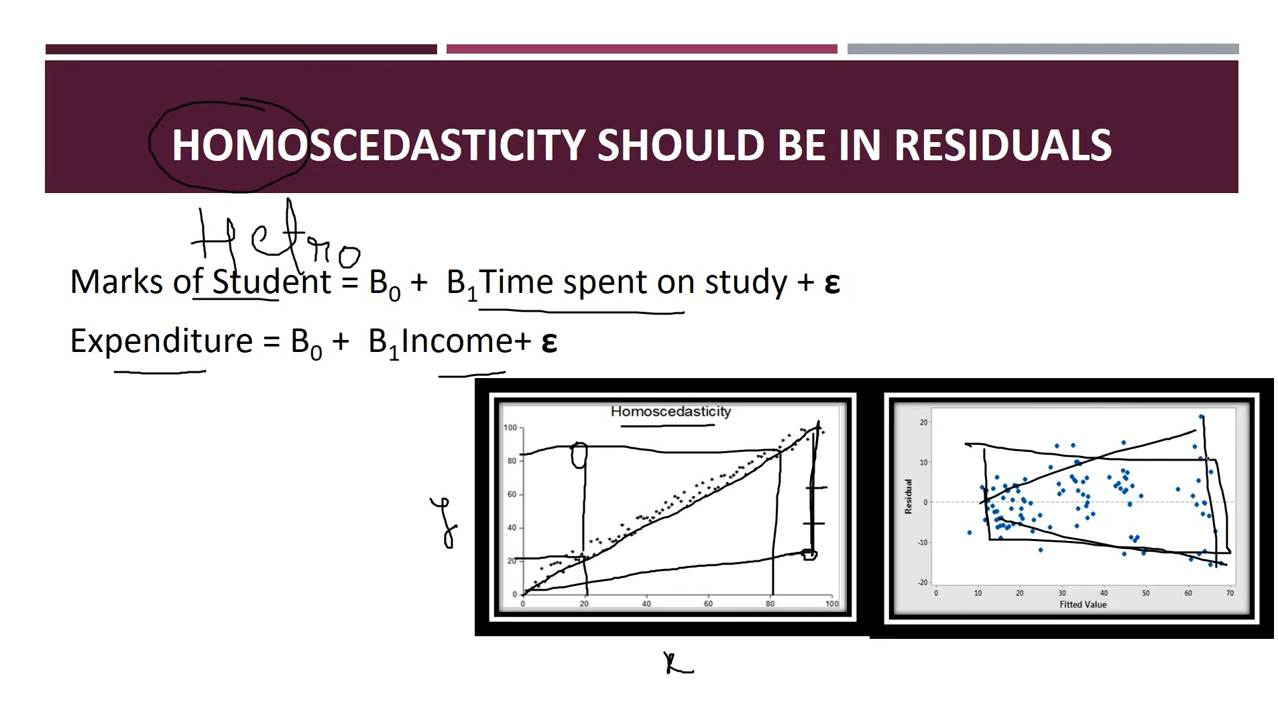 HOMOSCEDASTICITY SHOULD BE IN RESIDUALS
Hetro
Marks of Student = B₀ + B₁Time spent on study + ε
Expenditure = B₀ + B₁Income+ ε
Homoscedasticity
100
80
60
40
20
0
0 20 40 60 80 100
y
x
20
10
0
-10
-20
Residual
0 10 20 30 40 50 60 70
Fitted Value